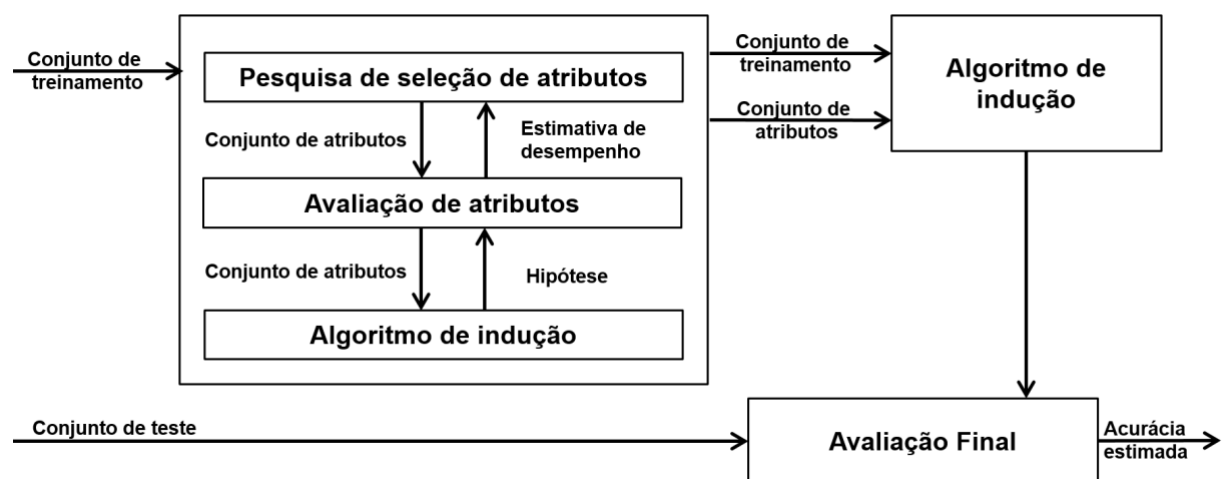 Conjunto de
treinamento
Pesquisa de seleção de atributos
Conjunto de atributos
Estimativa de
desempenho
Avaliação de atributos
Conjunto de atributos
Hipótese
Algoritmo de indução
Conjunto de
treinamento
Conjunto de
atributos
Algoritmo de
indução
Conjunto de teste
Avaliação Final
Acurácia
estimada